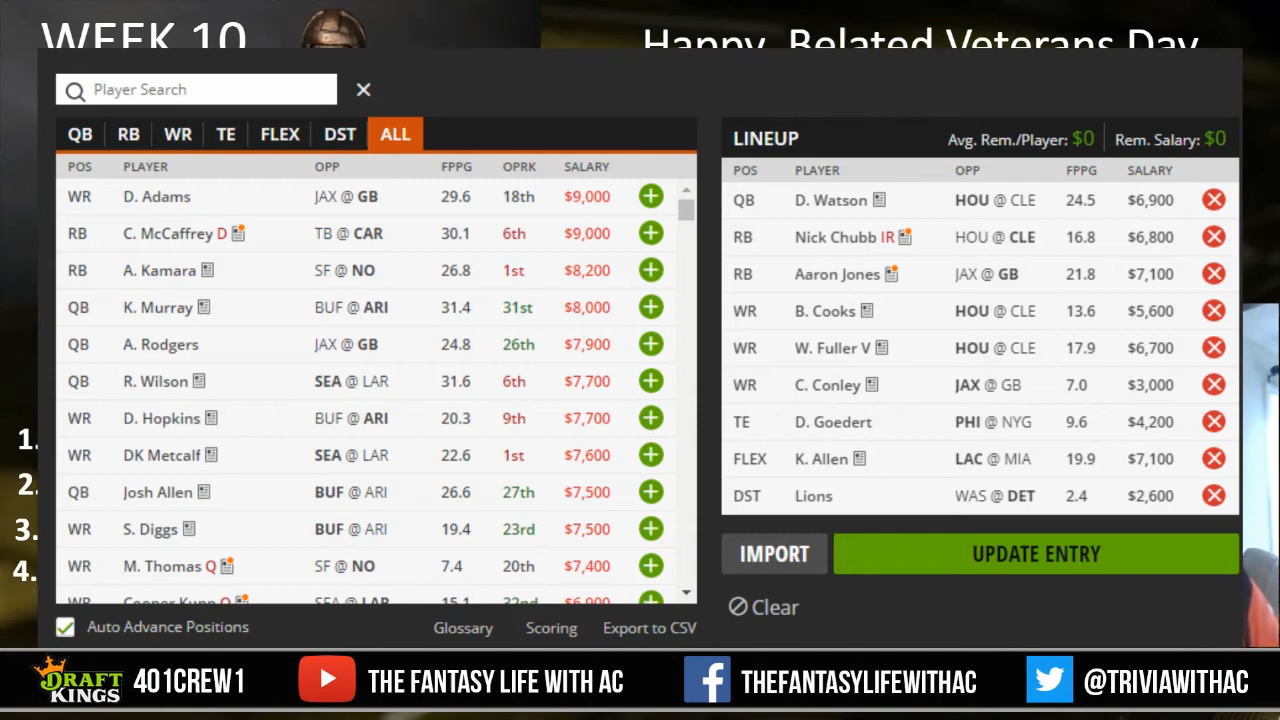 WEEK 10
Happy Belated Veterans Day
Player Search
QB RB WR TE FLEX DST ALL
POS PLAYER OPP FPPG OPRK SALARY
WR D. Adams JAX @ GB 29.6 18th $9,000
RB C. McCaffrey D TB @ CAR 30.1 6th $9,000
RB A. Kamara SF @ NO 26.8 1st $8,200
QB K. Murray BUF @ ARI 31.4 31st $8,000
QB A. Rodgers JAX @ GB 24.8 26th $7,900
QB R. Wilson SEA @ LAR 31.6 6th $7,700
WR D. Hopkins BUF @ ARI 20.3 9th $7,700
WR DK Metcalf SEA @ LAR 22.6 1st $7,600
QB Josh Allen BUF @ ARI 26.6 27th $7,500
WR S. Diggs BUF @ ARI 19.4 23rd $7,500
WR M. Thomas Q SF @ NO 7.4 20th $7,400
WR Cooper Kupp Q SEA @ LAR 15.1 32nd $6,900
Auto Advance Positions
Glossary Scoring Export to CSV
LINEUP Avg. Rem./Player: $0 Rem. Salary: $0
POS PLAYER OPP FPPG SALARY
QB D. Watson HOU @ CLE 24.5 $6,900
RB Nick Chubb IR HOU @ CLE 16.8 $6,800
RB Aaron Jones JAX @ GB 21.8 $7,100
WR B. Cooks HOU @ CLE 13.6 $5,600
WR W. Fuller V HOU @ CLE 17.9 $6,700
WR C. Conley JAX @ GB 7.0 $3,000
TE D. Goedert PHI @ NYG 9.6 $4,200
FLEX K. Allen LAC @ MIA 19.9 $7,100
DST Lions WAS @ DET 2.4 $2,600
IMPORT UPDATE ENTRY
Clear
1.
2.
3.
4.
DRAFT KINGS 401CREW1 THE FANTASY LIFE WITH AC THEFANTASYLIFEWITHAC @TRIVIAWITHAC